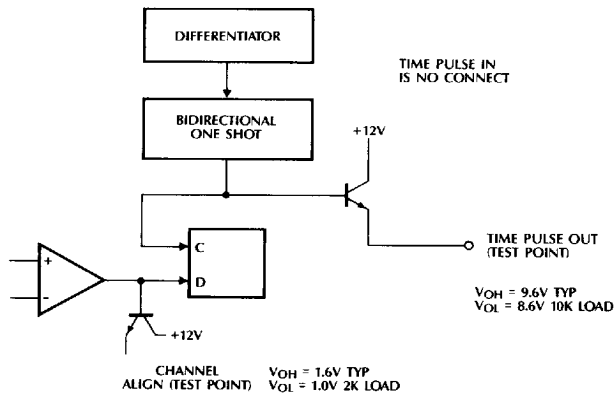 DIFFERENTIATOR
TIME PULSE IN
IS NO CONNECT
BIDIRECTIONAL
ONE SHOT
+12V
C
D
+
-
TIME PULSE OUT
(TEST POINT)
VOH = 9.6V TYP
VOL = 8.6V 10K LOAD
+12V
CHANNEL
ALIGN (TEST POINT)
VOH = 1.6V TYP
VOL = 1.0V 2K LOAD